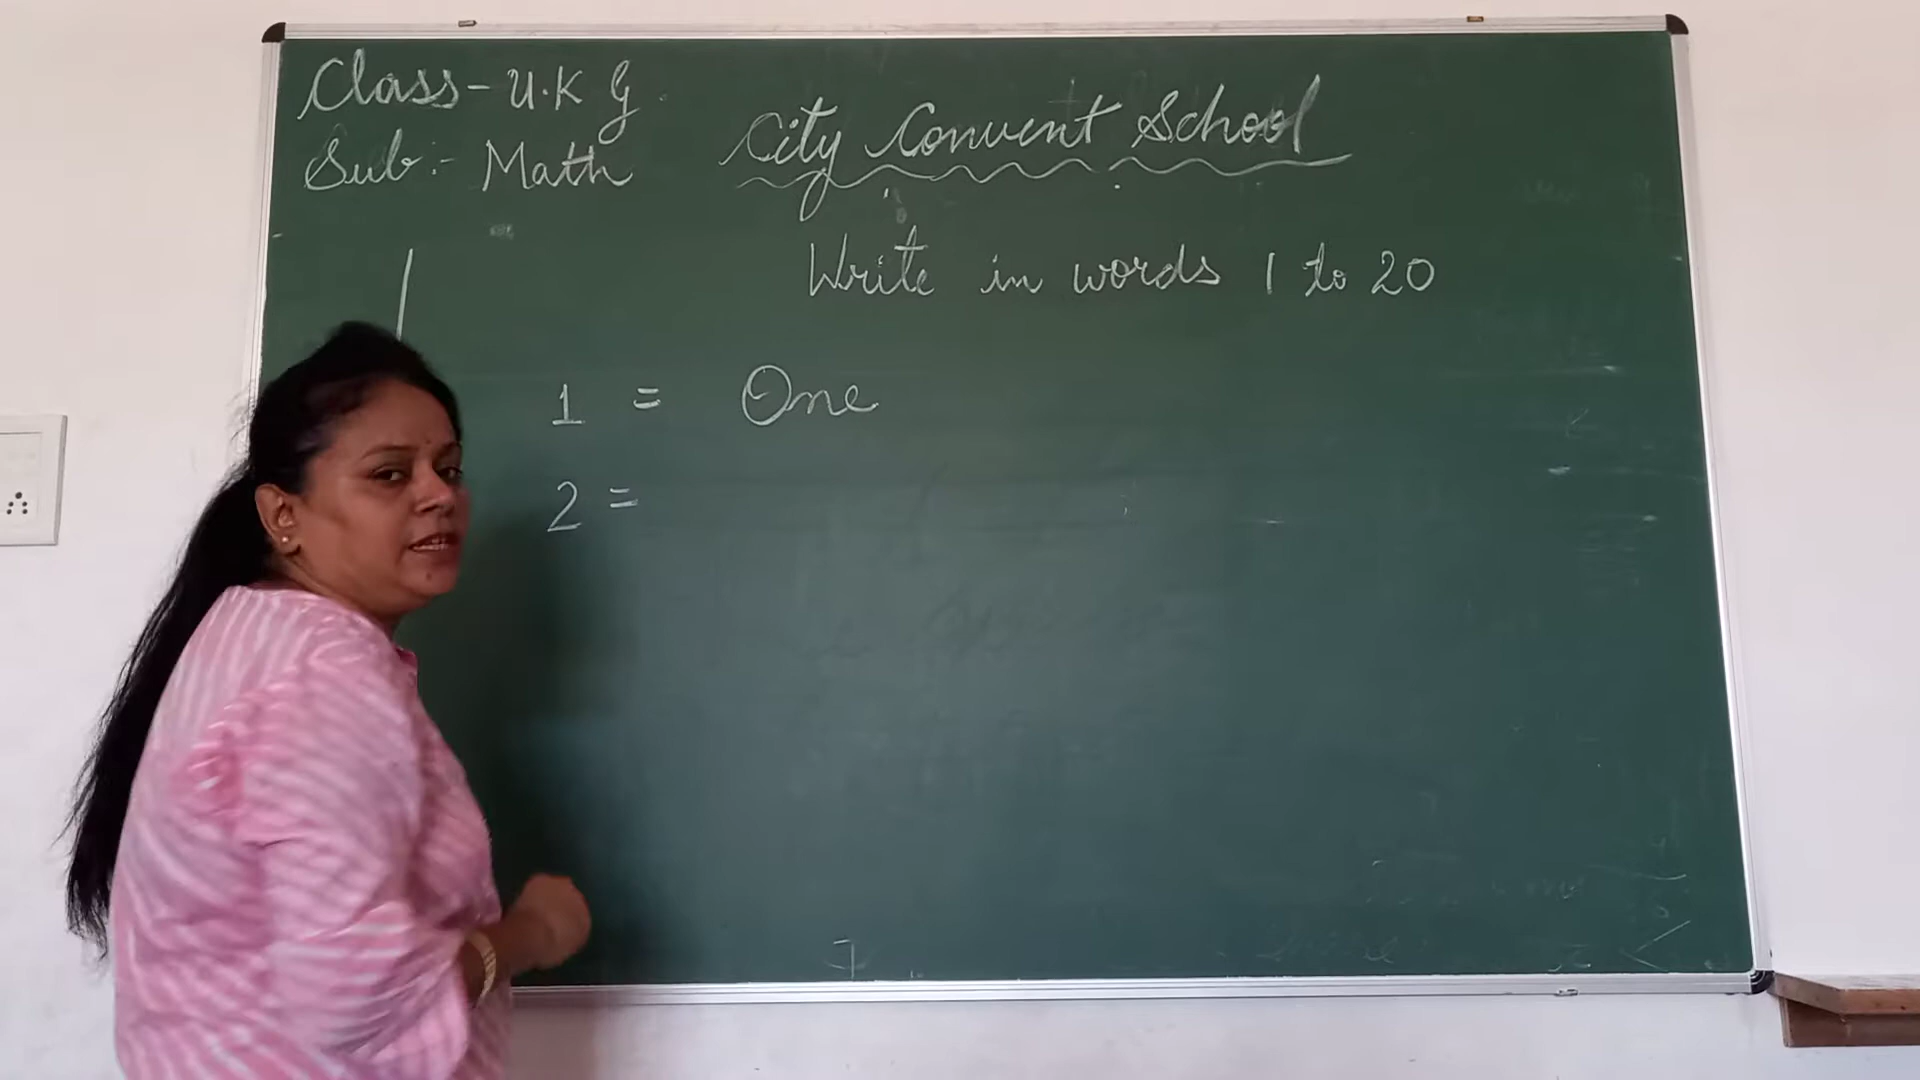 Class - U.K G.
Sub:- Math
City Convent School
Write in words 1 to 20
1 = One
2 =